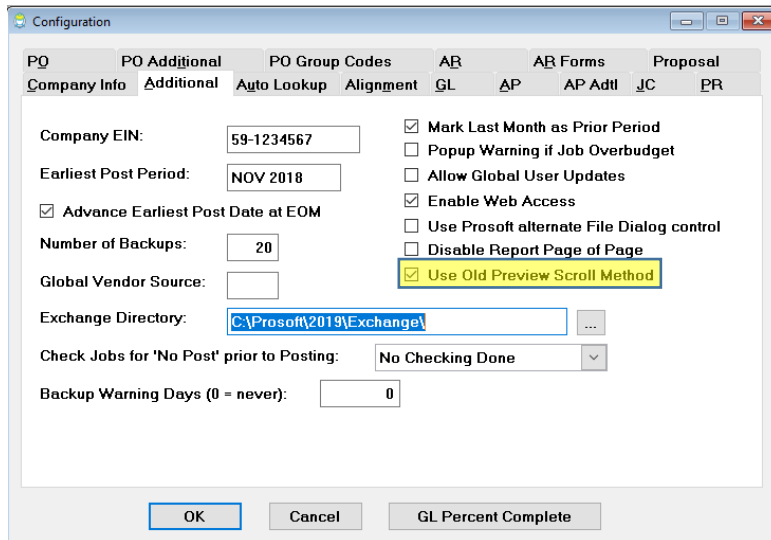 Configuration
PO PO Additional PO Group Codes AR AR Forms Proposal
Company Info Additional Auto Lookup Alignment GL AP AP Adtl JC PR
Company EIN: 59-1234567
Earliest Post Period: NOV 2018
Advance Earliest Post Date at EOM
Number of Backups: 20
Global Vendor Source:
Mark Last Month as Prior Period
Popup Warning if Job Overbudget
Allow Global User Updates
Enable Web Access
Use Prosoft alternate File Dialog control
Disable Report Page of Page
Use Old Preview Scroll Method
Exchange Directory: C:\Prosoft\2019\Exchange\ ...
Check Jobs for 'No Post' prior to Posting: No Checking Done
Backup Warning Days (0 = never): 0
OK Cancel GL Percent Complete